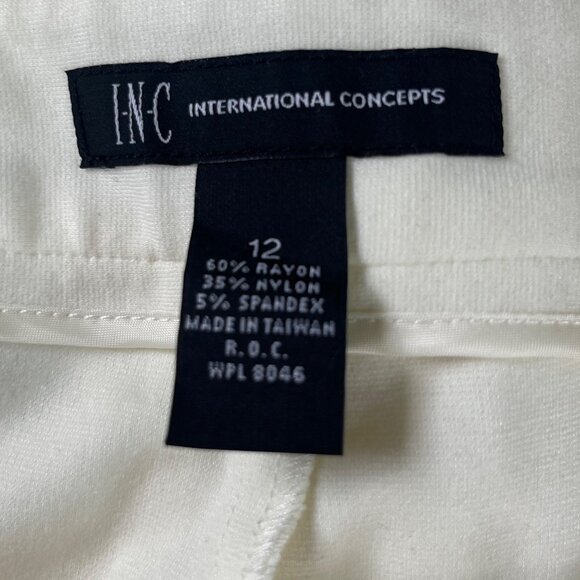 I·N·C INTERNATIONAL CONCEPTS
12
60% RAYON
35% NYLON
5% SPANDEX
MADE IN TAIWAN
R.O.C.
WPL 8046